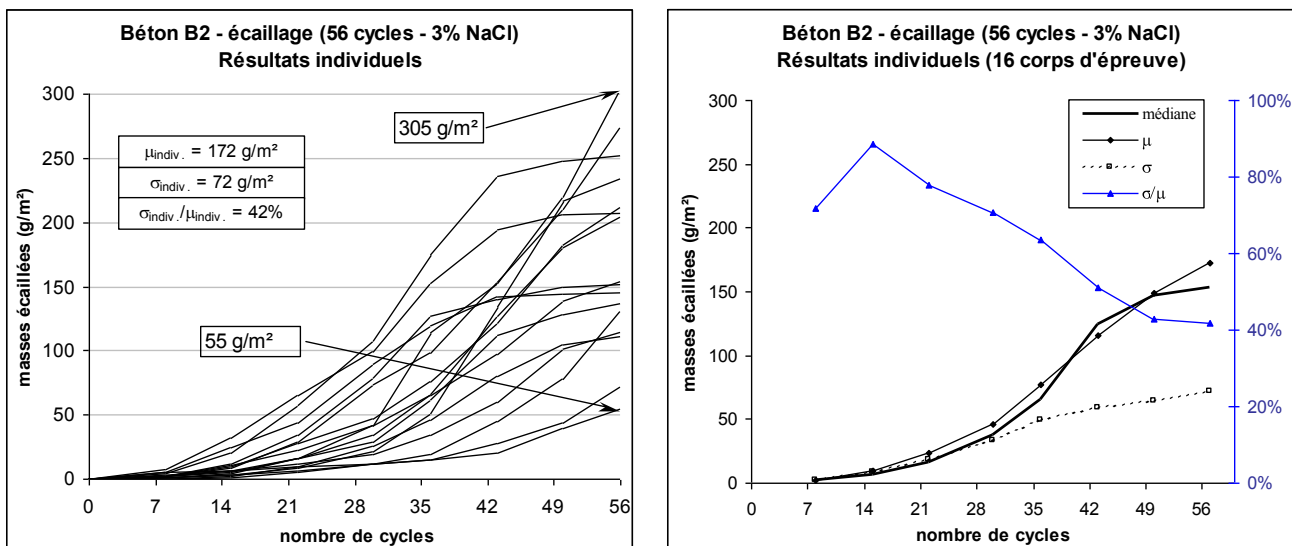 Béton B2 - écaillage (56 cycles - 3% NaCl)
Résultats individuels
masses écaillées (g/m²)
300
250
200
150
100
50
0
305 g/m²
µindiv. = 172 g/m²
σindiv. = 72 g/m²
σindiv./µindiv. = 42%
55 g/m²
0 7 14 21 28 35 42 49 56
nombre de cycles
Béton B2 - écaillage (56 cycles - 3% NaCl)
Résultats individuels (16 corps d'épreuve)
masses écaillées (g/m²)
300
250
200
150
100
50
0
médiane
µ
σ
σ/µ
100%
80%
60%
40%
20%
0%
0 7 14 21 28 35 42 49 56
nombre de cycles